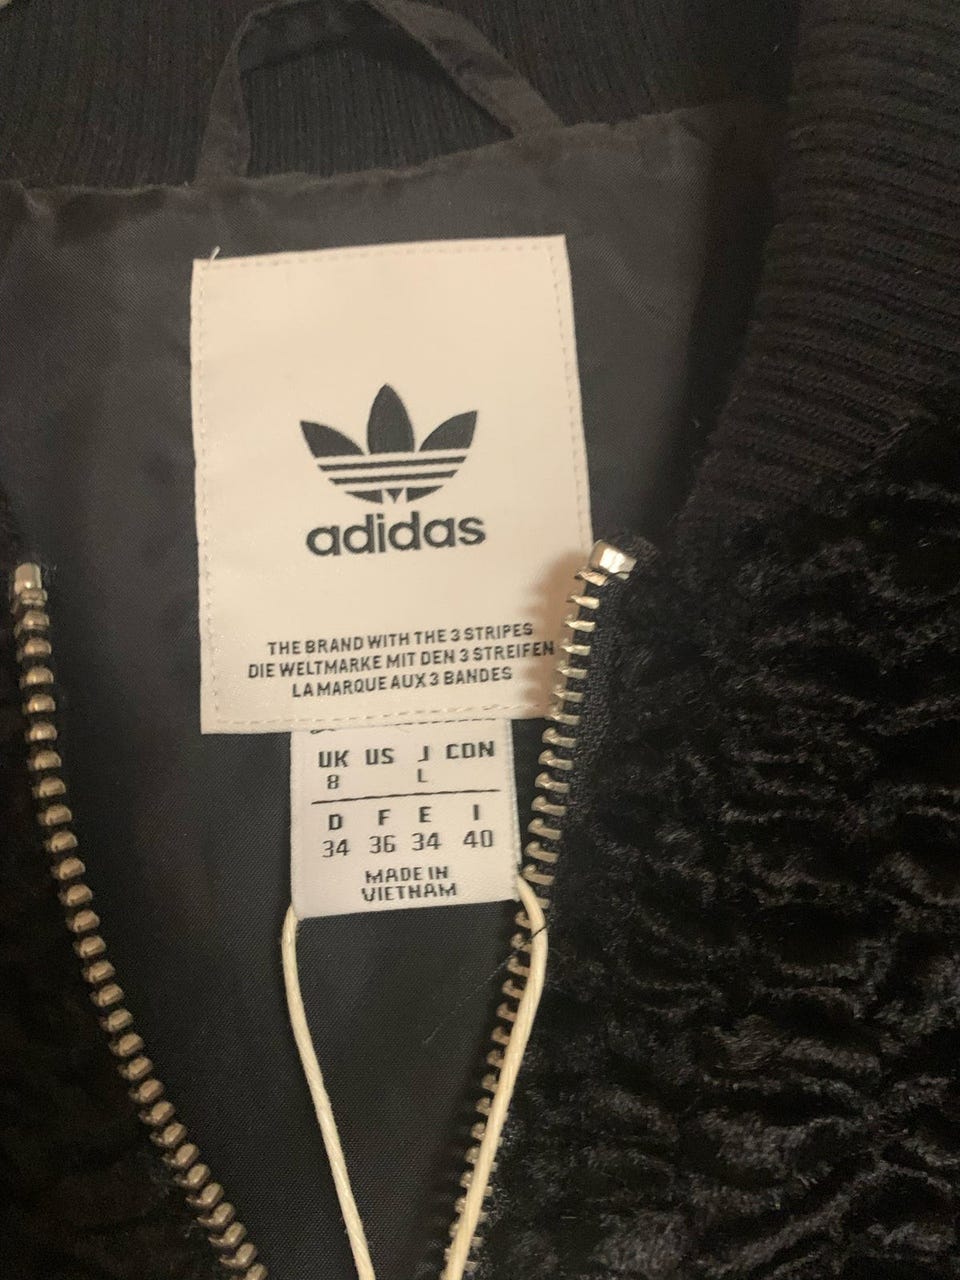 adidas
THE BRAND WITH THE 3 STRIPES
DIE WELTMARKE MIT DEN 3 STREIFEN
LA MARQUE AUX 3 BANDES
UK US J CDN
8 L
D F E I
34 36 34 40
MADE IN
VIETNAM